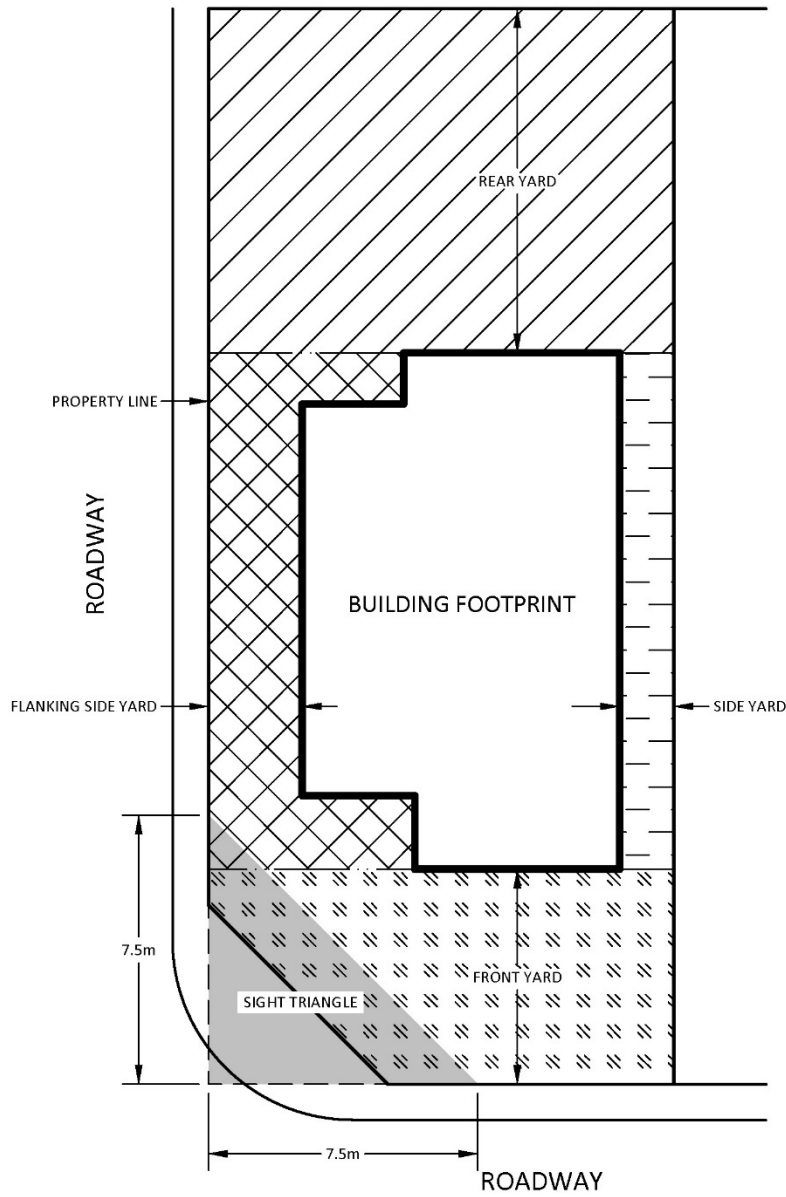 REAR YARD
PROPERTY LINE
ROADWAY
BUILDING FOOTPRINT
FLANKING SIDE YARD
SIDE YARD
7.5m
FRONT YARD
SIGHT TRIANGLE
7.5m
ROADWAY